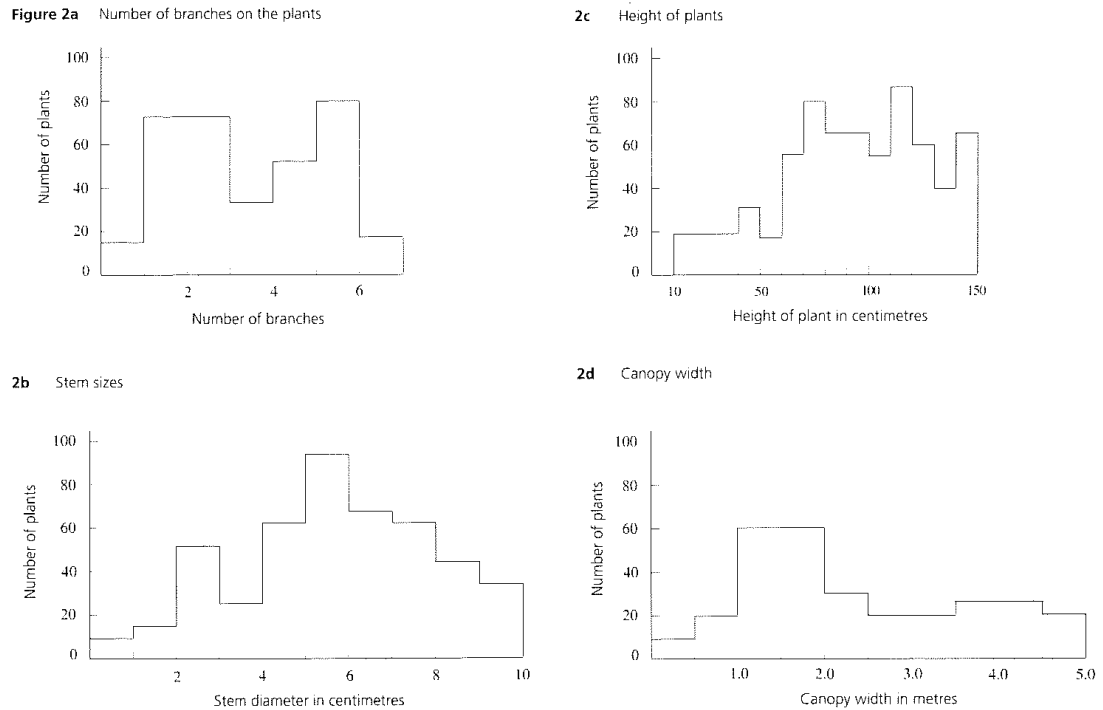 Figure 2a Number of branches on the plants
100
80
60
40
20
0
Number of plants
2 4 6
Number of branches
2c Height of plants
100
80
60
40
20
0
Number of plants
10 50 100 150
Height of plant in centimetres
2b Stem sizes
100
80
60
40
20
0
Number of plants
2 4 6 8 10
Stem diameter in centimetres
2d Canopy width
100
80
60
40
20
0
Number of plants
1.0 2.0 3.0 4.0 5.0
Canopy width in metres